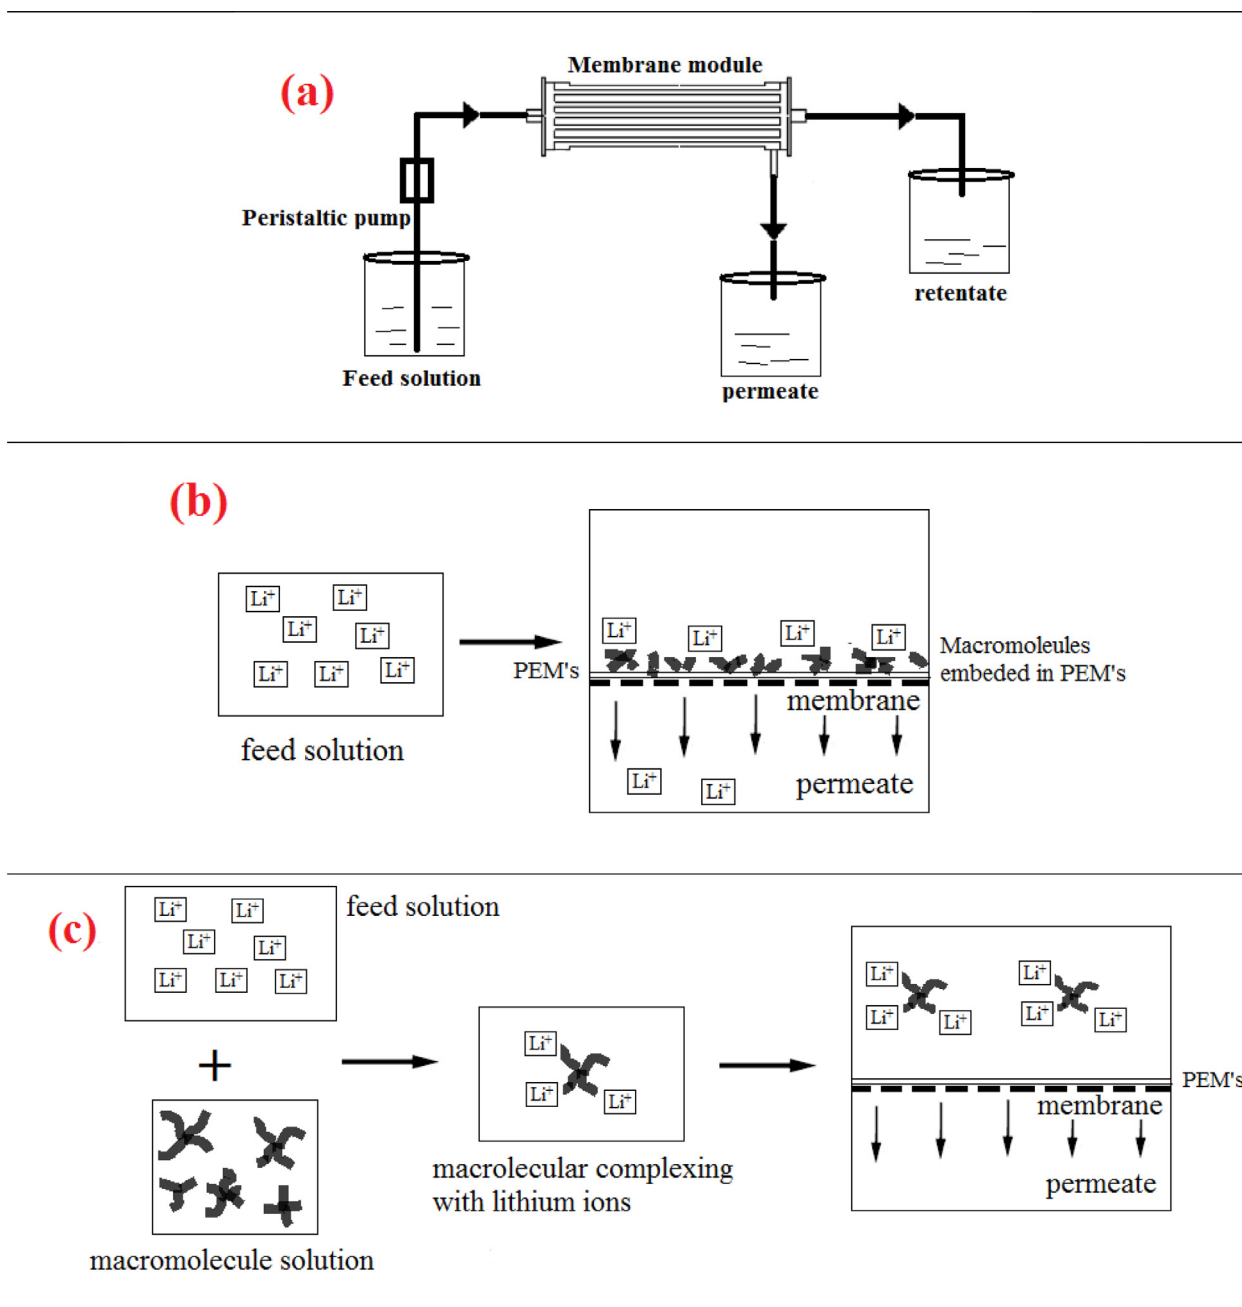 (a)
Membrane module
Peristaltic pump
Feed solution
permeate
retentate
(b)
Li+
Li+
Li+
Li+
Li+
Li+
Li+
feed solution
Li+
Li+
Li+
Li+
PEM's
Macromoleules
embeded in PEM's
membrane
Li+
Li+
permeate
(c)
Li+
Li+
Li+
Li+
Li+
Li+
Li+
feed solution
+
macromolecule solution
Li+
Li+
Li+
macrolecular complexing
with lithium ions
Li+
Li+
Li+
Li+
Li+
Li+
PEM's
membrane
permeate